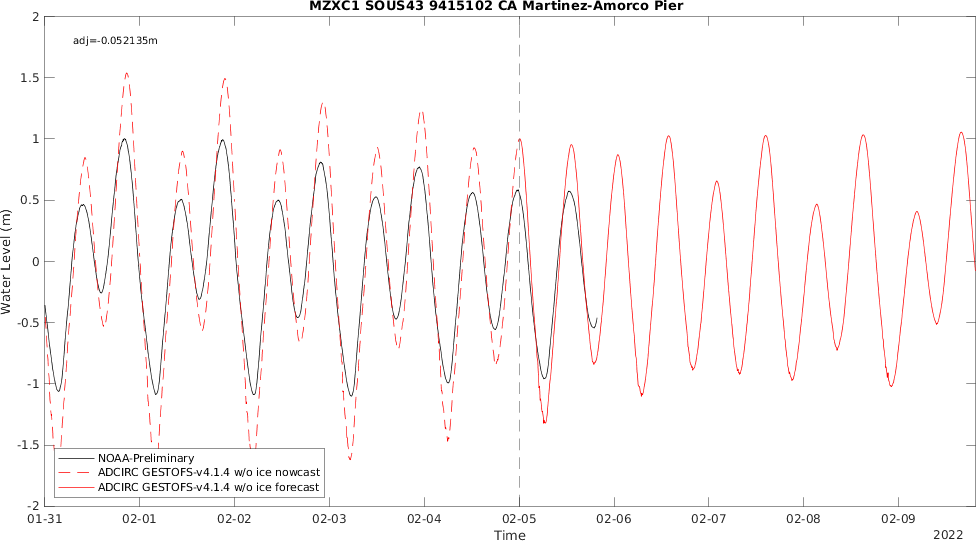 MZXC1 SOUS43 9415102 CA Martinez-Amorco Pier
adj=-0.052135m
2
1.5
1
0.5
0
-0.5
-1
-1.5
-2
Water Level (m)
NOAA-Preliminary
ADCIRC GESTOFS-v4.1.4 w/o ice nowcast
ADCIRC GESTOFS-v4.1.4 w/o ice forecast
01-31 02-01 02-02 02-03 02-04 02-05 02-06 02-07 02-08 02-09
Time
2022